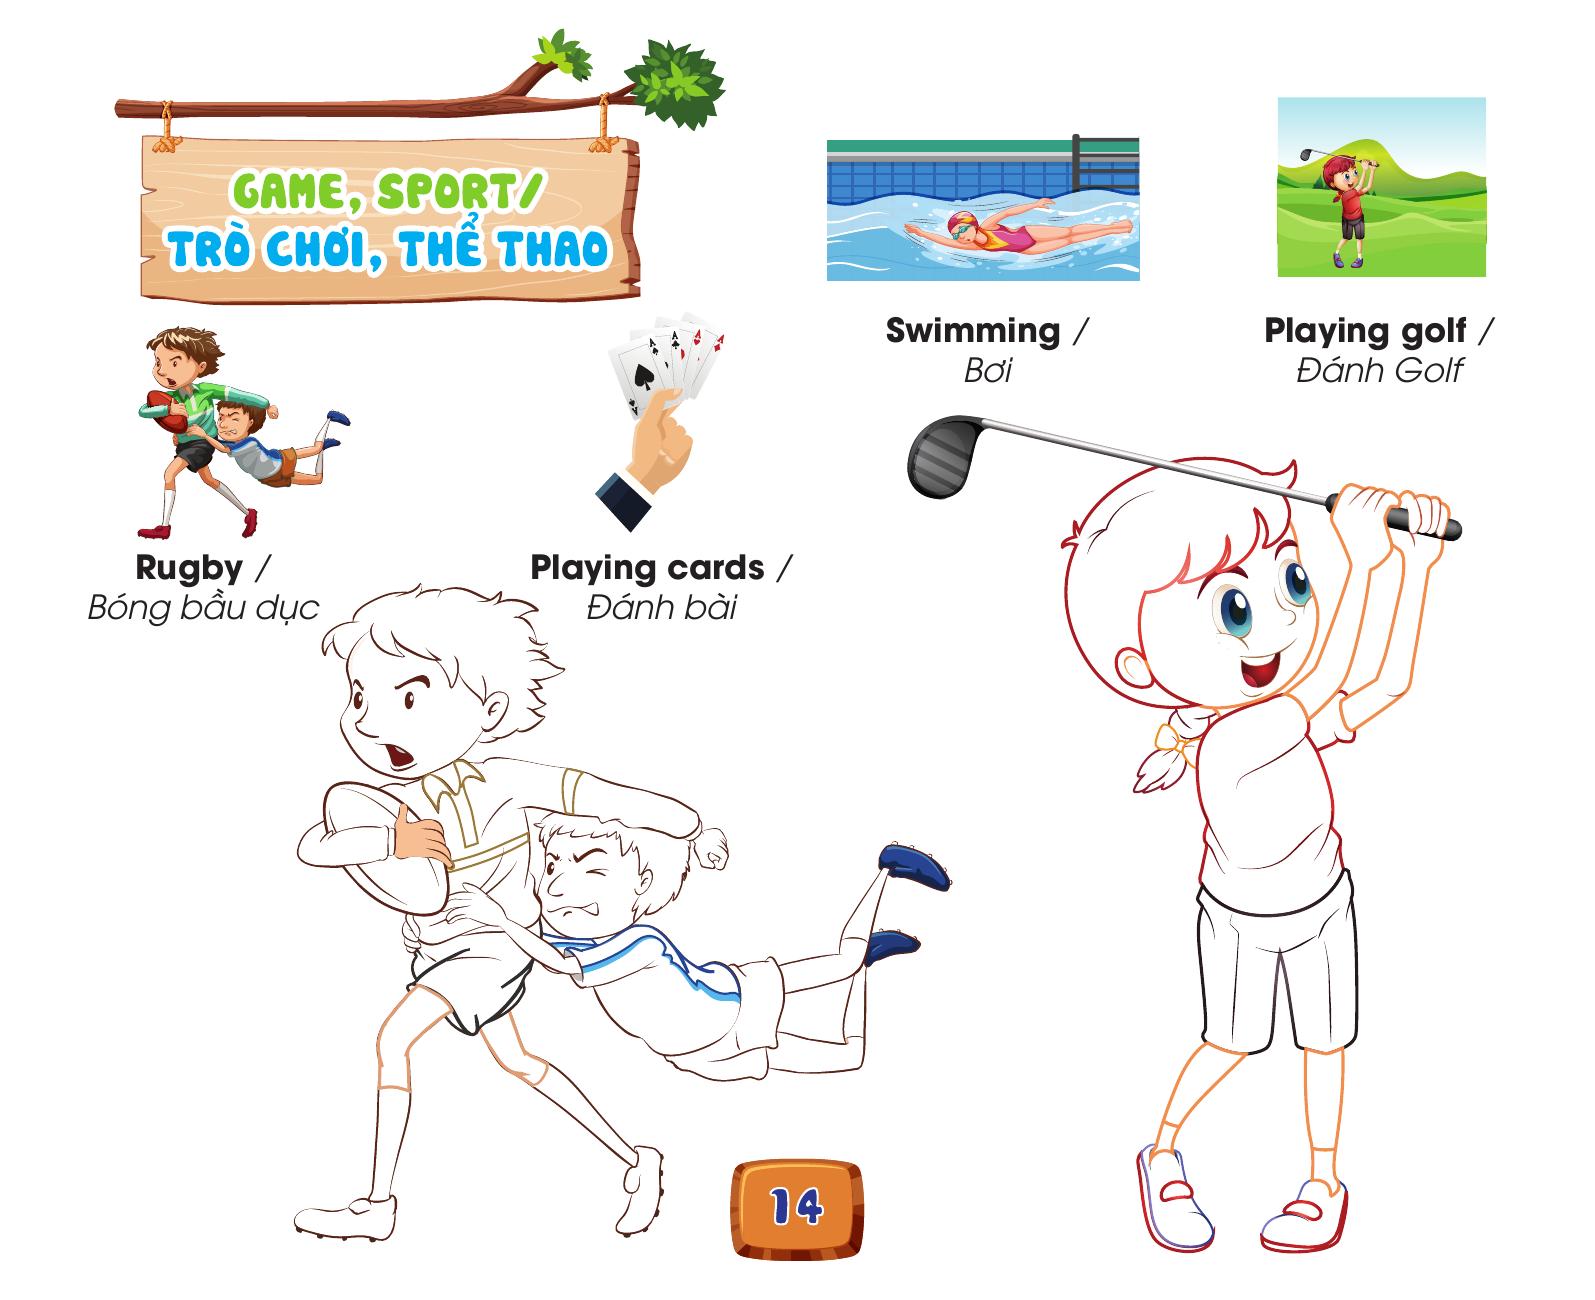 GAME, SPORT/
TRÒ CHƠI, THỂ THAO
Swimming /
Bơi
Playing golf /
Đánh Golf
Rugby /
Bóng bầu dục
Playing cards /
Đánh bài
14